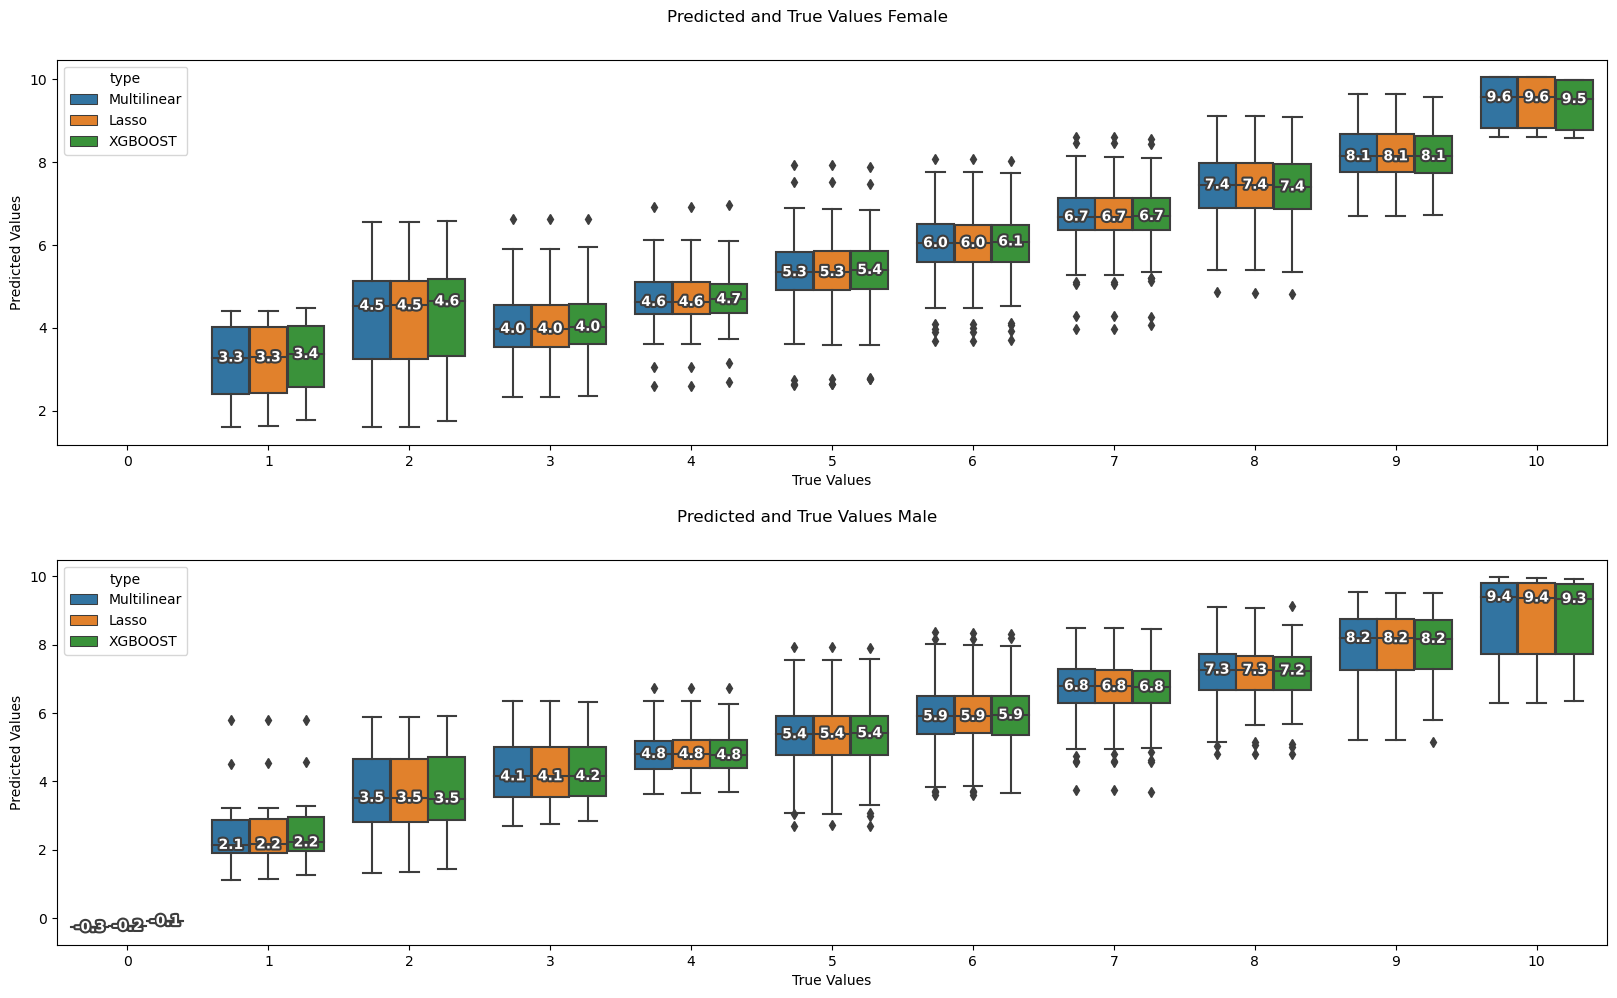 Predicted and True Values Female
type
Multilinear
Lasso
XGBOOST
Predicted Values
10
8
6
4
2
3.3 3.3 3.4
4.5 4.5 4.6
4.0 4.0 4.0
4.6 4.6 4.7
5.3 5.3 5.4
6.0 6.0 6.1
6.7 6.7 6.7
7.4 7.4 7.4
8.1 8.1 8.1
9.6 9.6 9.5
0 1 2 3 4 5 6 7 8 9 10
True Values
Predicted and True Values Male
type
Multilinear
Lasso
XGBOOST
Predicted Values
10
8
6
4
2
0
-0.3 -0.2 -0.1
2.1 2.2 2.2
3.5 3.5 3.5
4.1 4.1 4.2
4.8 4.8 4.8
5.4 5.4 5.4
5.9 5.9 5.9
6.8 6.8 6.8
7.3 7.3 7.2
8.2 8.2 8.2
9.4 9.4 9.3
0 1 2 3 4 5 6 7 8 9 10
True Values